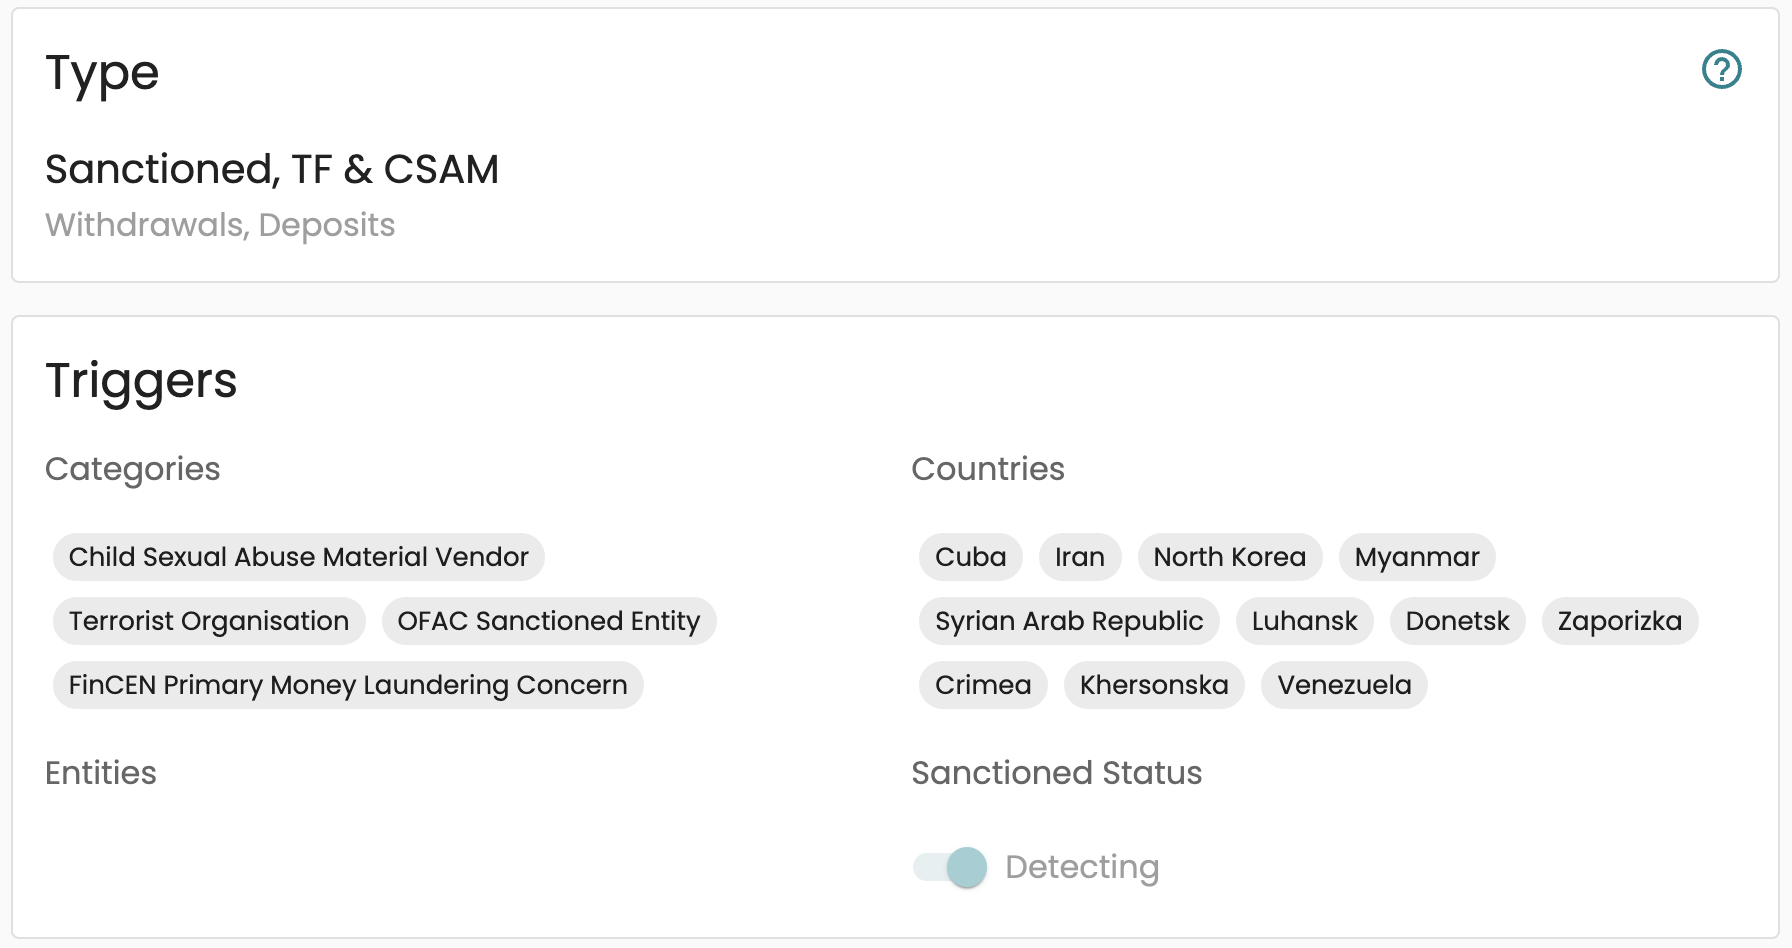 Type
Sanctioned, TF & CSAM
Withdrawals, Deposits
Triggers
Categories
Child Sexual Abuse Material Vendor
Terrorist Organisation OFAC Sanctioned Entity
FinCEN Primary Money Laundering Concern
Countries
Cuba Iran North Korea Myanmar
Syrian Arab Republic Luhansk Donetsk Zaporizka
Crimea Khersonska Venezuela
Entities
Sanctioned Status
Detecting